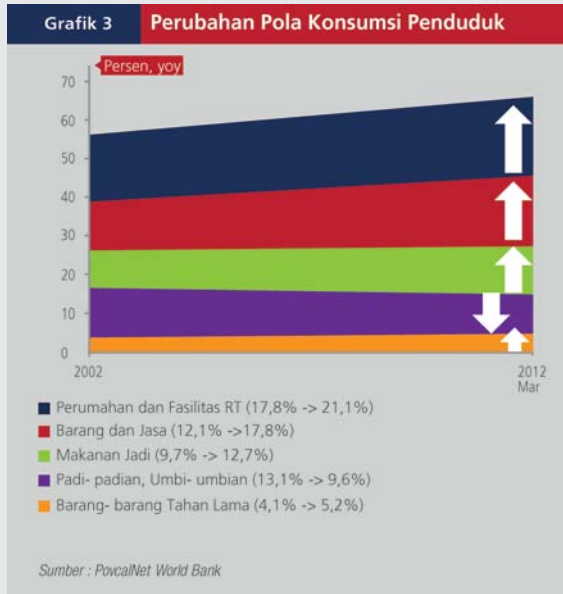 Grafik 3
Perubahan Pola Konsumsi Penduduk
Persen, yoy
70
60
50
40
30
20
10
0
2002
2012
Mar
Perumahan dan Fasilitas RT (17,8% -> 21,1%)
Barang dan Jasa (12,1% ->17,8%)
Makanan Jadi (9,7% -> 12,7%)
Padi- padian, Umbi- umbian (13,1% -> 9,6%)
Barang- barang Tahan Lama (4,1% -> 5,2%)
Sumber : PovcalNet World Bank